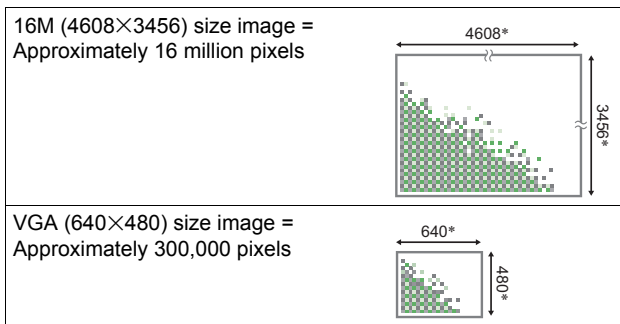 16M (4608×3456) size image =
Approximately 16 million pixels
4608*
3456*
VGA (640×480) size image =
Approximately 300,000 pixels
640*
480*